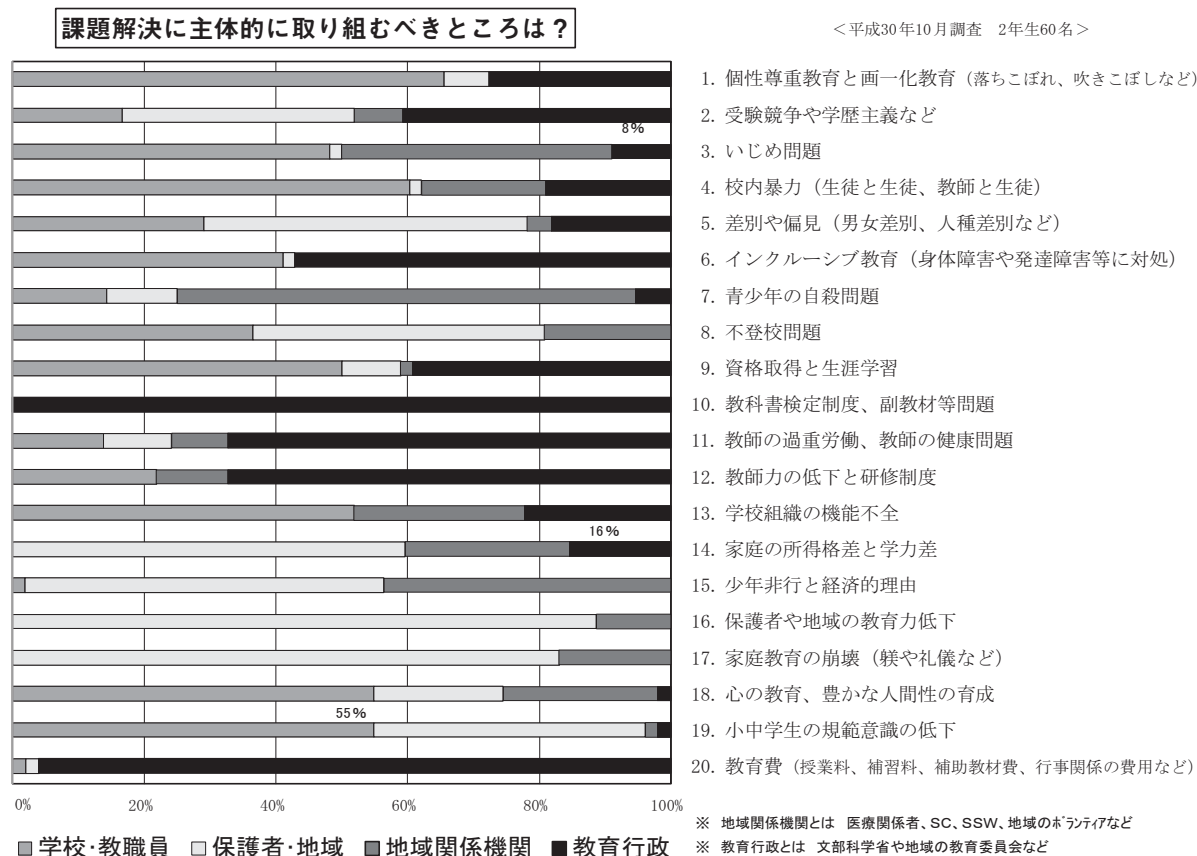 課題解決に主体的に取り組むべきところは?
<平成30年10月調査 2年生60名>
1. 個性尊重教育と画一化教育(落ちこぼれ、吹きこぼしなど)
2. 受験競争や学歴主義など
8%
3. いじめ問題
4. 校内暴力(生徒と生徒、教師と生徒)
5. 差別や偏見(男女差別、人種差別など)
6. インクルーシブ教育(身体障害や発達障害等に対処)
7. 青少年の自殺問題
8. 不登校問題
9. 資格取得と生涯学習
10. 教科書検定制度、副教材等問題
11. 教師の過重労働、教師の健康問題
12. 教師力の低下と研修制度
13. 学校組織の機能不全
16%
14. 家庭の所得格差と学力差
15. 少年非行と経済的理由
16. 保護者や地域の教育力低下
17. 家庭教育の崩壊(躾や礼儀など)
18. 心の教育、豊かな人間性の育成
55%
19. 小中学生の規範意識の低下
20. 教育費(授業料、補習料、補助教材費、行事関係の費用など)
0% 20% 40% 60% 80% 100%
学校・教職員 保護者・地域 地域関係機関 教育行政
※ 地域関係機関とは 医療関係者、SC、SSW、地域のボランティアなど
※ 教育行政とは 文部科学省や地域の教育委員会など